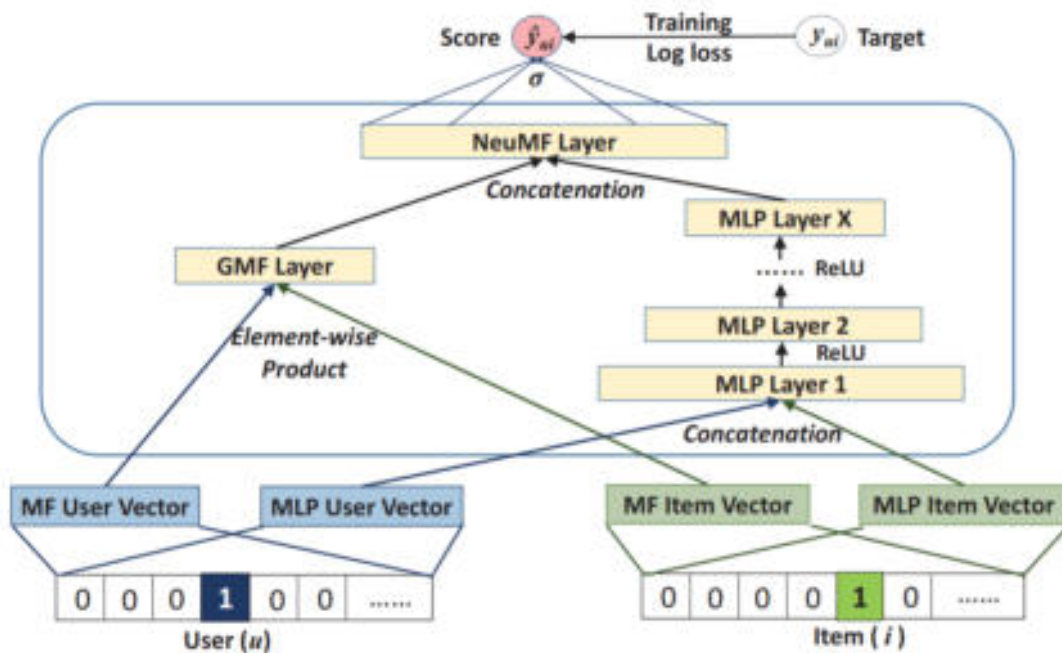 Score ŷui Training yui Target
Log loss
σ
NeuMF Layer
Concatenation
MLP Layer X
GMF Layer
...... ReLU
Element-wise
Product
MLP Layer 2
ReLU
MLP Layer 1
Concatenation
MF User Vector MLP User Vector MF Item Vector MLP Item Vector
0 0 0 1 0 0 ...... 0 0 0 0 1 0 ......
User (u) Item ( i )